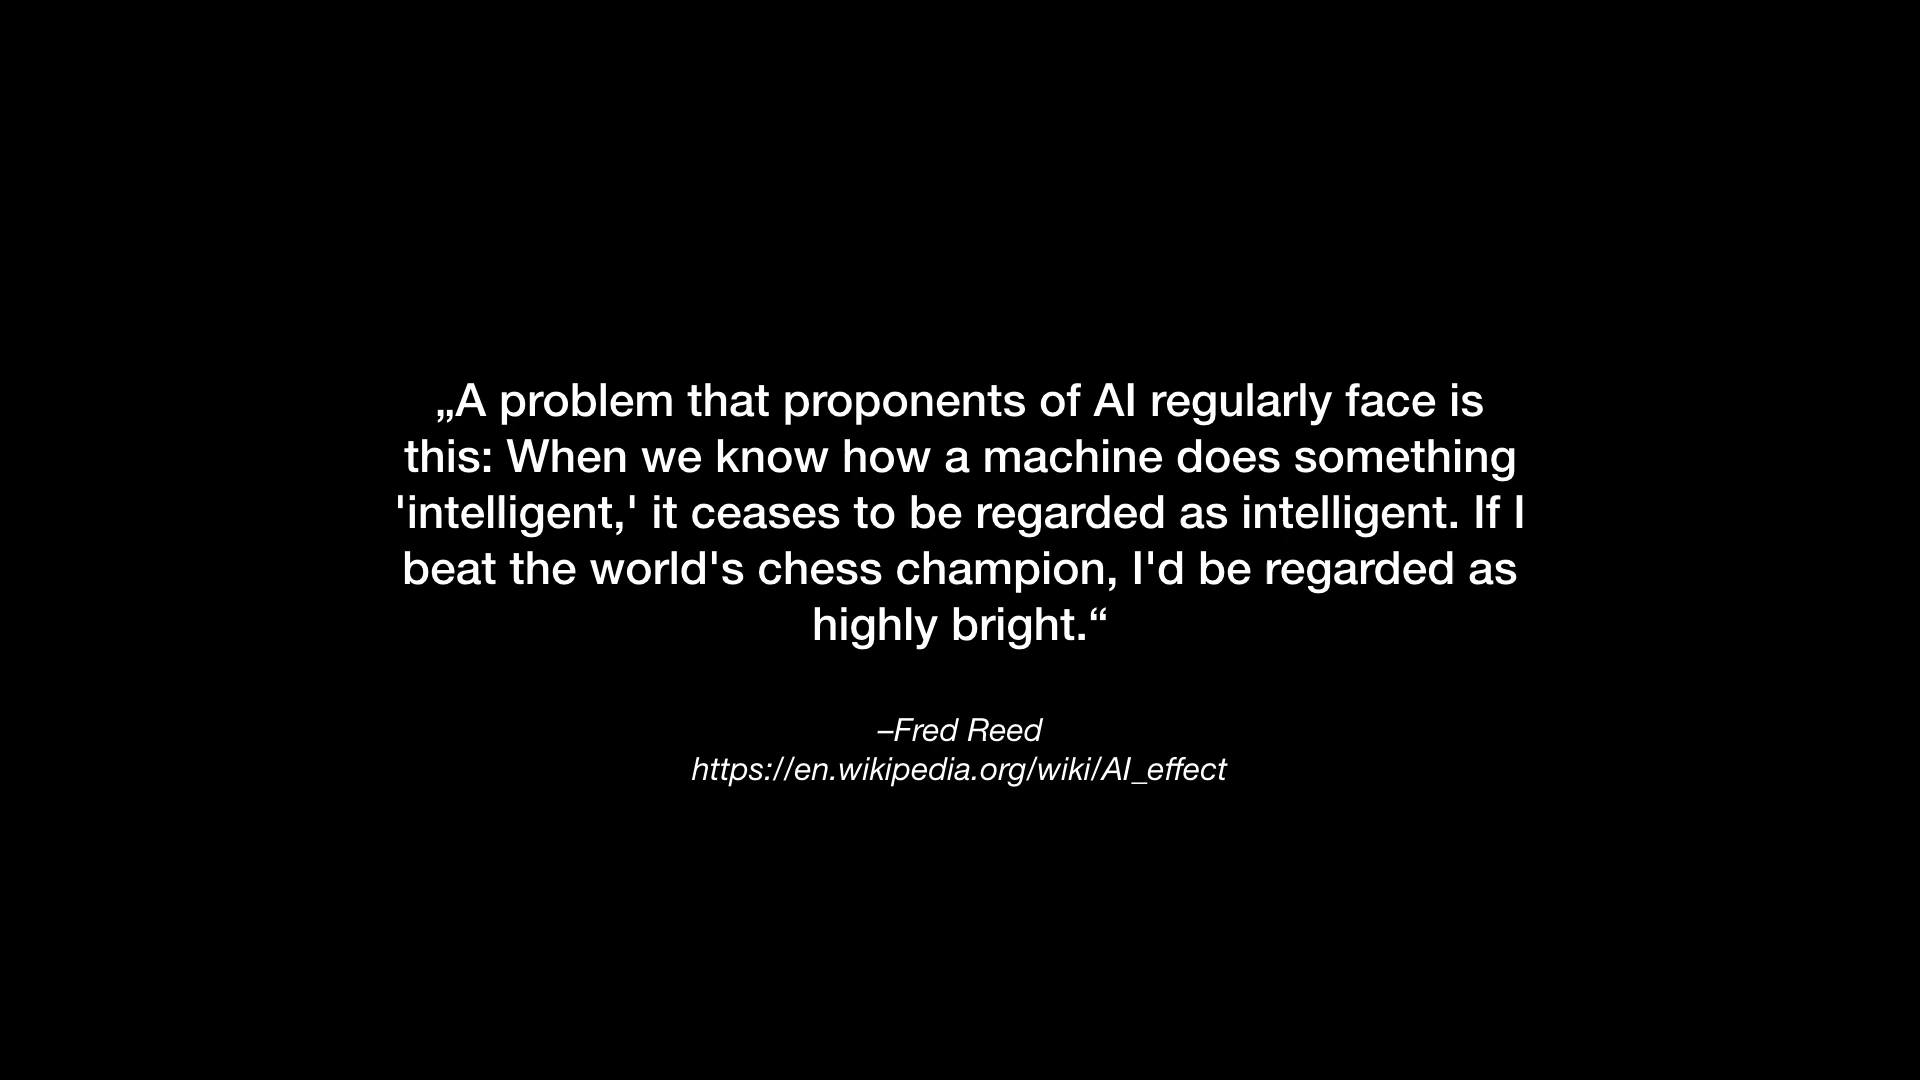 „A problem that proponents of AI regularly face is
this: When we know how a machine does something
'intelligent,' it ceases to be regarded as intelligent. If I
beat the world's chess champion, I'd be regarded as
highly bright.“
–Fred Reed
https://en.wikipedia.org/wiki/AI_effect